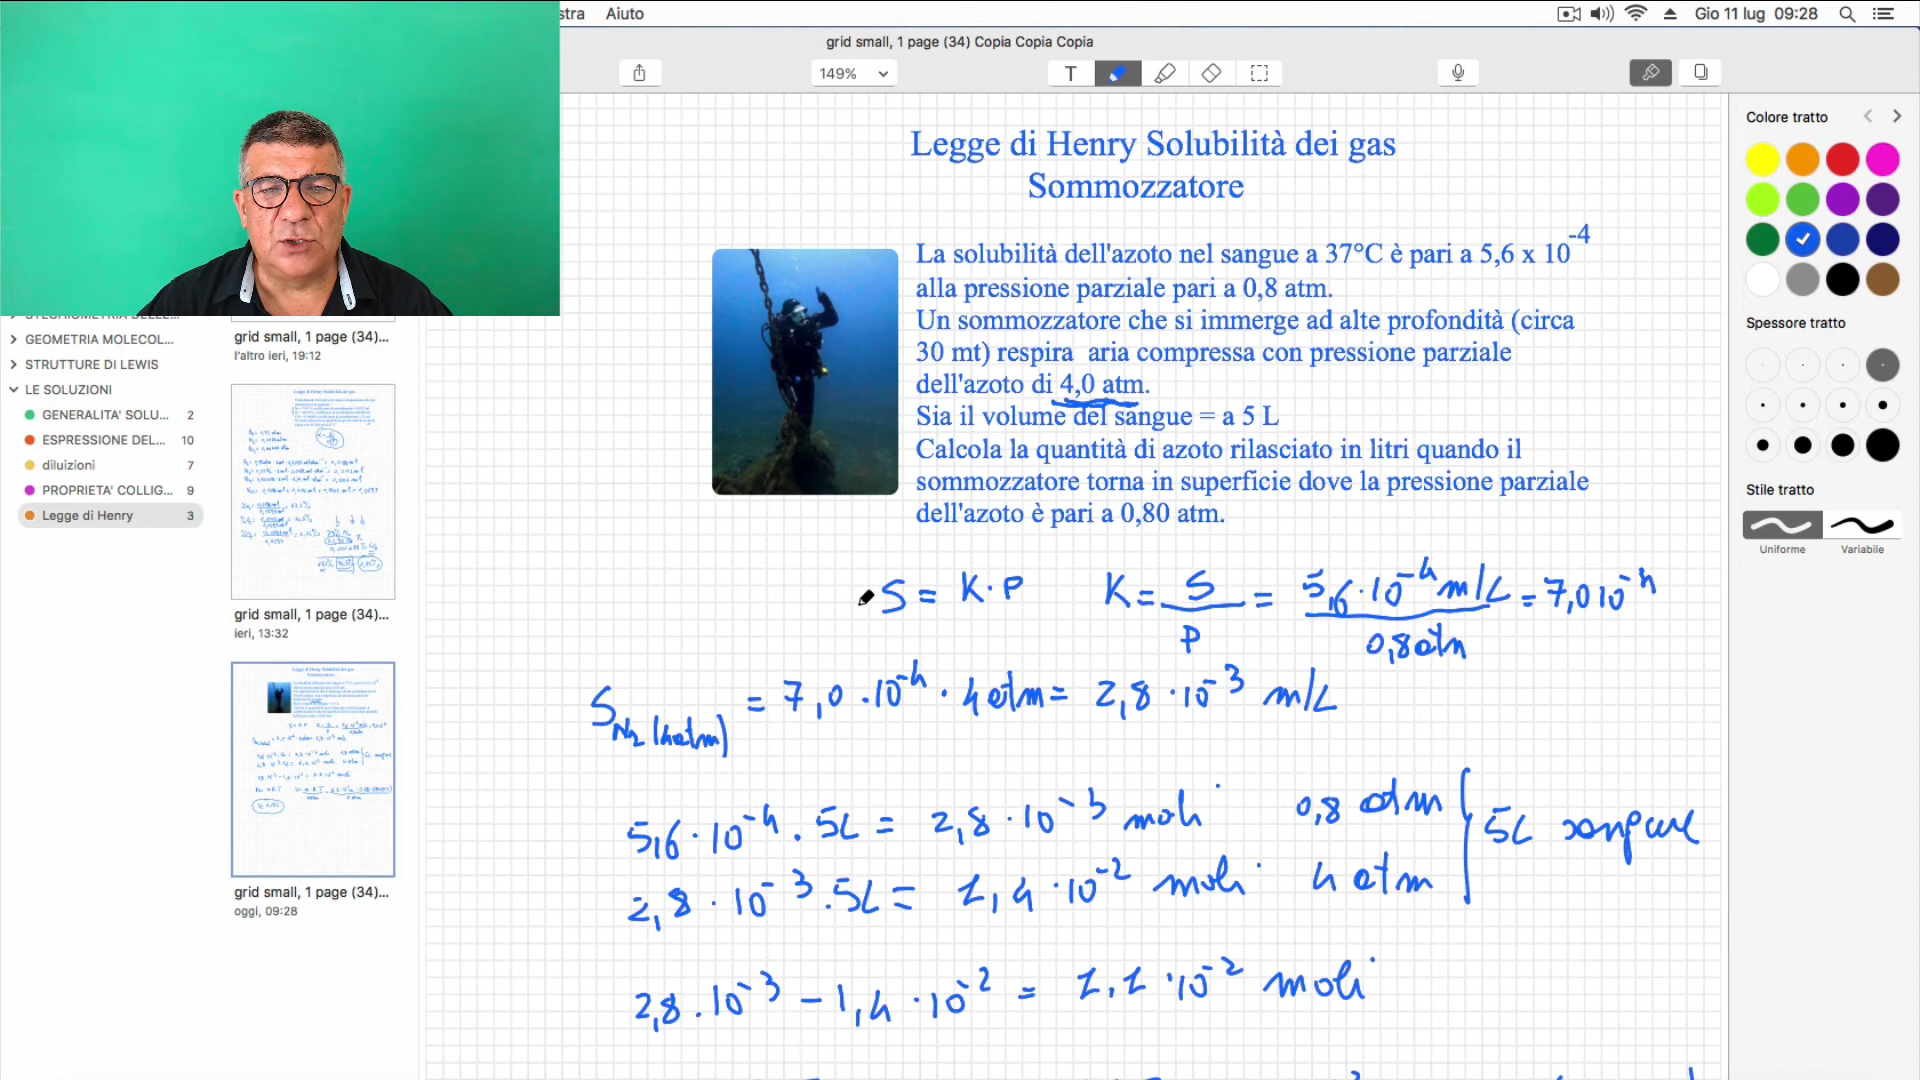 stra Aiuto
Gio 11 lug 09:28
grid small, 1 page (34) Copia Copia Copia
149%
T
Legge di Henry Solubilità dei gas
Sommozzatore
La solubilità dell'azoto nel sangue a 37°C è pari a 5,6 x 10^-4
alla pressione parziale pari a 0,8 atm.
Un sommozzatore che si immerge ad alte profondità (circa
30 mt) respira aria compressa con pressione parziale
dell'azoto di 4,0 atm.
Sia il volume del sangue = a 5 L
Calcola la quantità di azoto rilasciato in litri quando il
sommozzatore torna in superficie dove la pressione parziale
dell'azoto è pari a 0,80 atm.
S = K·P K = S/P = 5,6·10^-4 m/L / 0,8 atm = 7,0 10^-4
S N2 (4atm) = 7,0·10^-4 · 4 atm = 2,8·10^-3 m/L
5,6·10^-4 · 5L = 2,8·10^-3 moli 0,8 atm
5L sangue
2,8·10^-3 · 5L = 1,4·10^-2 moli 4 atm
2,8·10^-3 - 1,4·10^-2 = 1,1·10^-2 moli
GEOMETRIA MOLECOL...
STRUTTURE DI LEWIS
LE SOLUZIONI
GENERALITA' SOLU... 2
ESPRESSIONE DEL... 10
diluizioni 7
PROPRIETA' COLLIG... 9
Legge di Henry 3
grid small, 1 page (34)...
l'altro ieri, 19:12
grid small, 1 page (34)...
ieri, 13:32
grid small, 1 page (34)...
oggi, 09:28
Colore tratto
Spessore tratto
Stile tratto
Uniforme Variabile